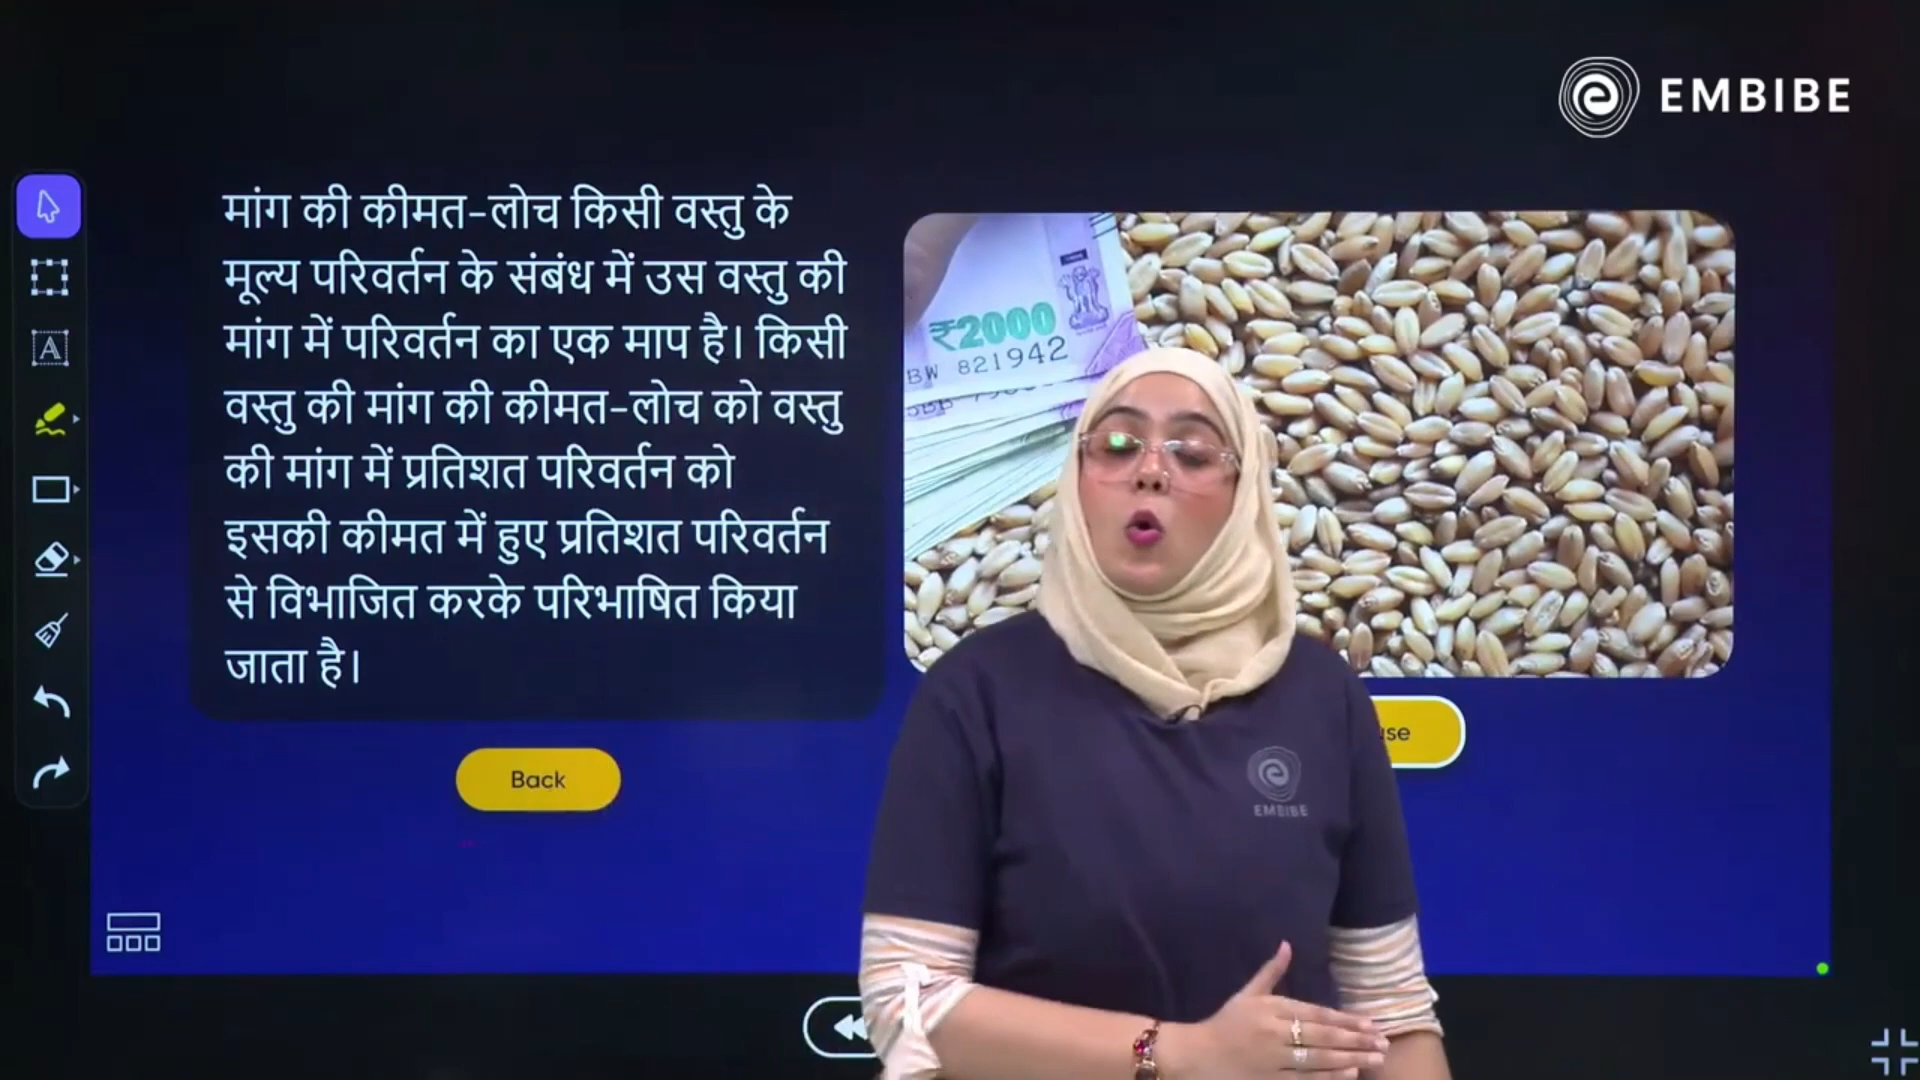 EMBIBE
मांग की कीमत-लोच किसी वस्तु के
मूल्य परिवर्तन के संबंध में उस वस्तु की
मांग में परिवर्तन का एक माप है। किसी
वस्तु की मांग की कीमत-लोच को वस्तु
की मांग में प्रतिशत परिवर्तन को
इसकी कीमत में हुए प्रतिशत परिवर्तन
से विभाजित करके परिभाषित किया
जाता है।
₹2000
BW 821942
Back
EMBIBE